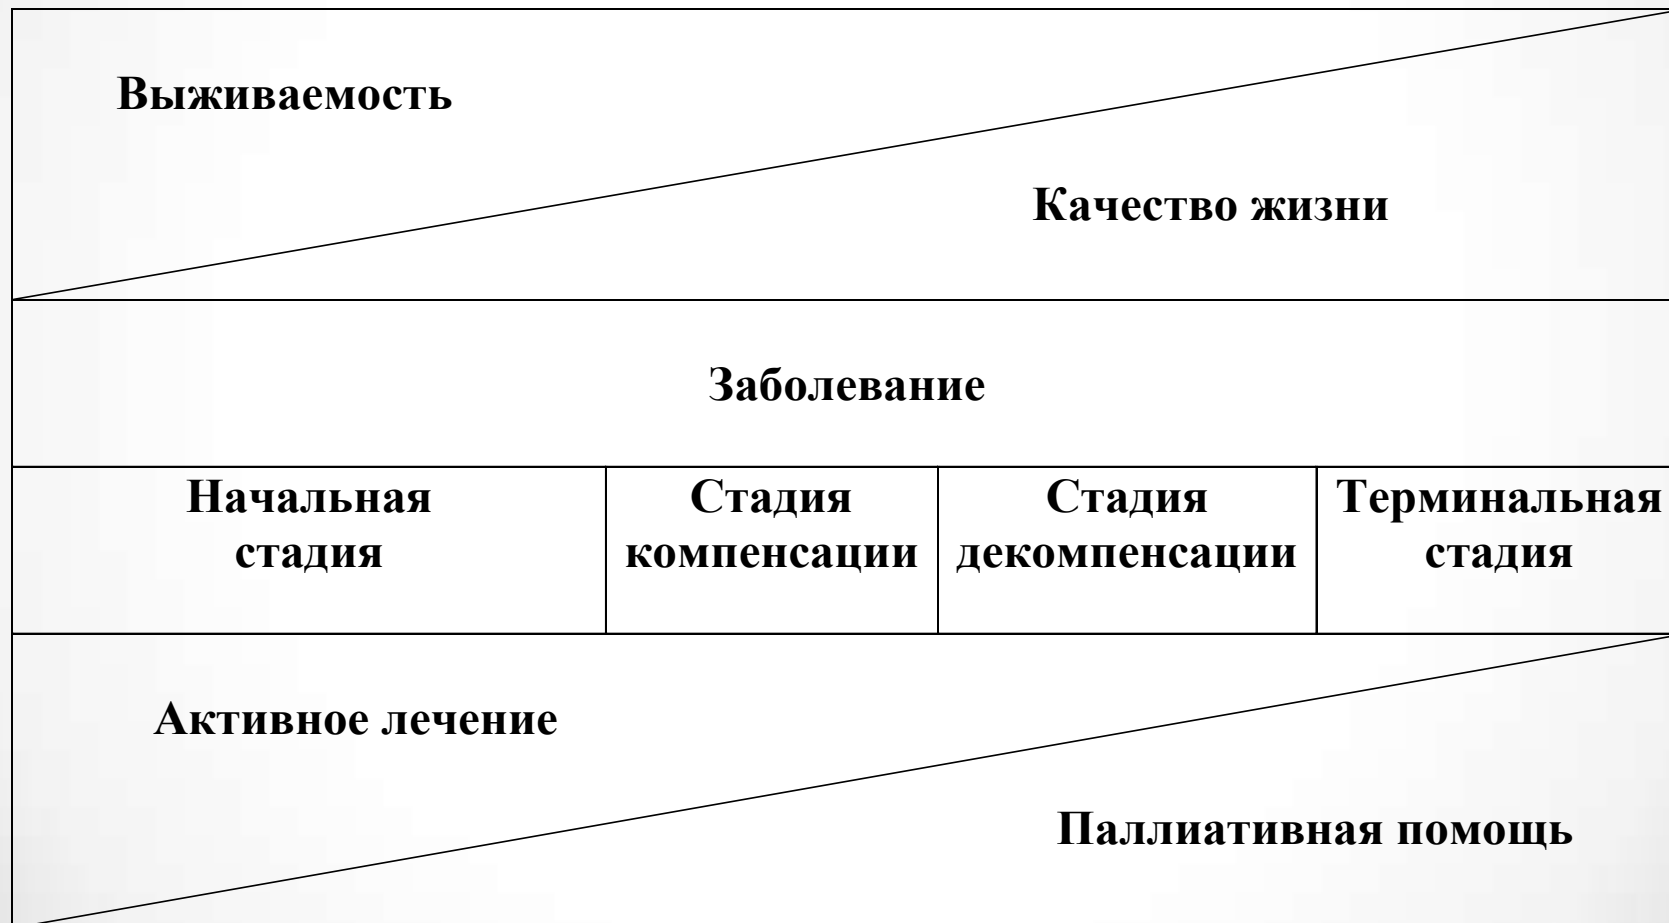 Выживаемость
Качество жизни
Заболевание
Начальная
стадия
Стадия
компенсации
Стадия
декомпенсации
Терминальная
стадия
Активное лечение
Паллиативная помощь